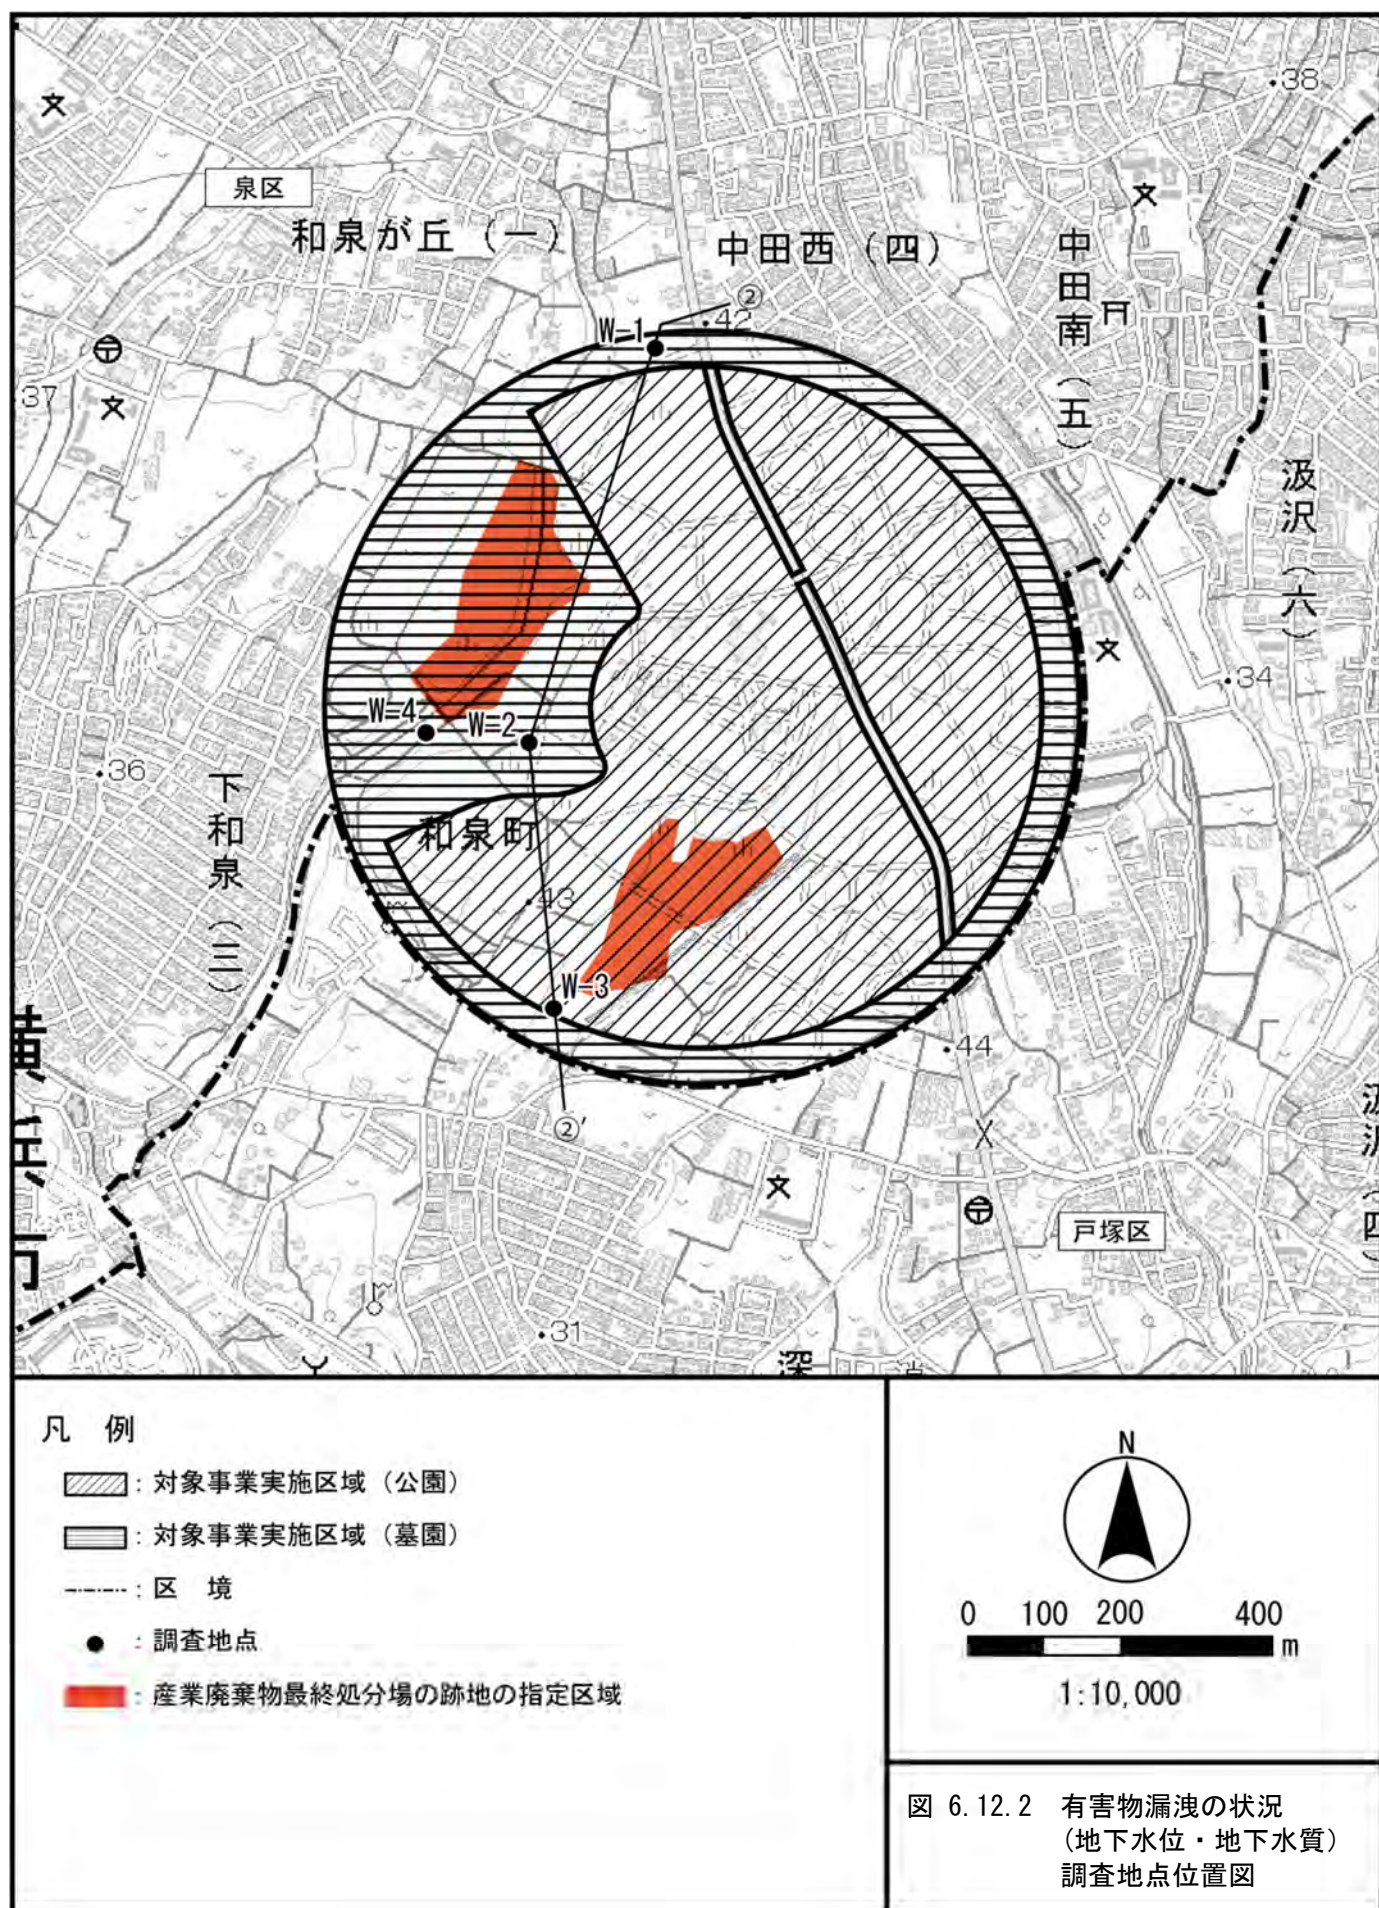 38
泉区
和泉が丘（一）
中田西（四）
中田南（五）
②
42
W-1
37
汲沢（六）
34
W-4
W-2
36
下和泉（三）
和泉町
43
W-3
44
②'
横浜市
戸塚区
31
深
凡　例
：対象事業実施区域（公園）
：対象事業実施区域（墓園）
：区　境
：調査地点
：産業廃棄物最終処分場の跡地の指定区域
N
0 100 200 400
m
1:10,000
図 6.12.2　有害物漏洩の状況
（地下水位・地下水質）
調査地点位置図